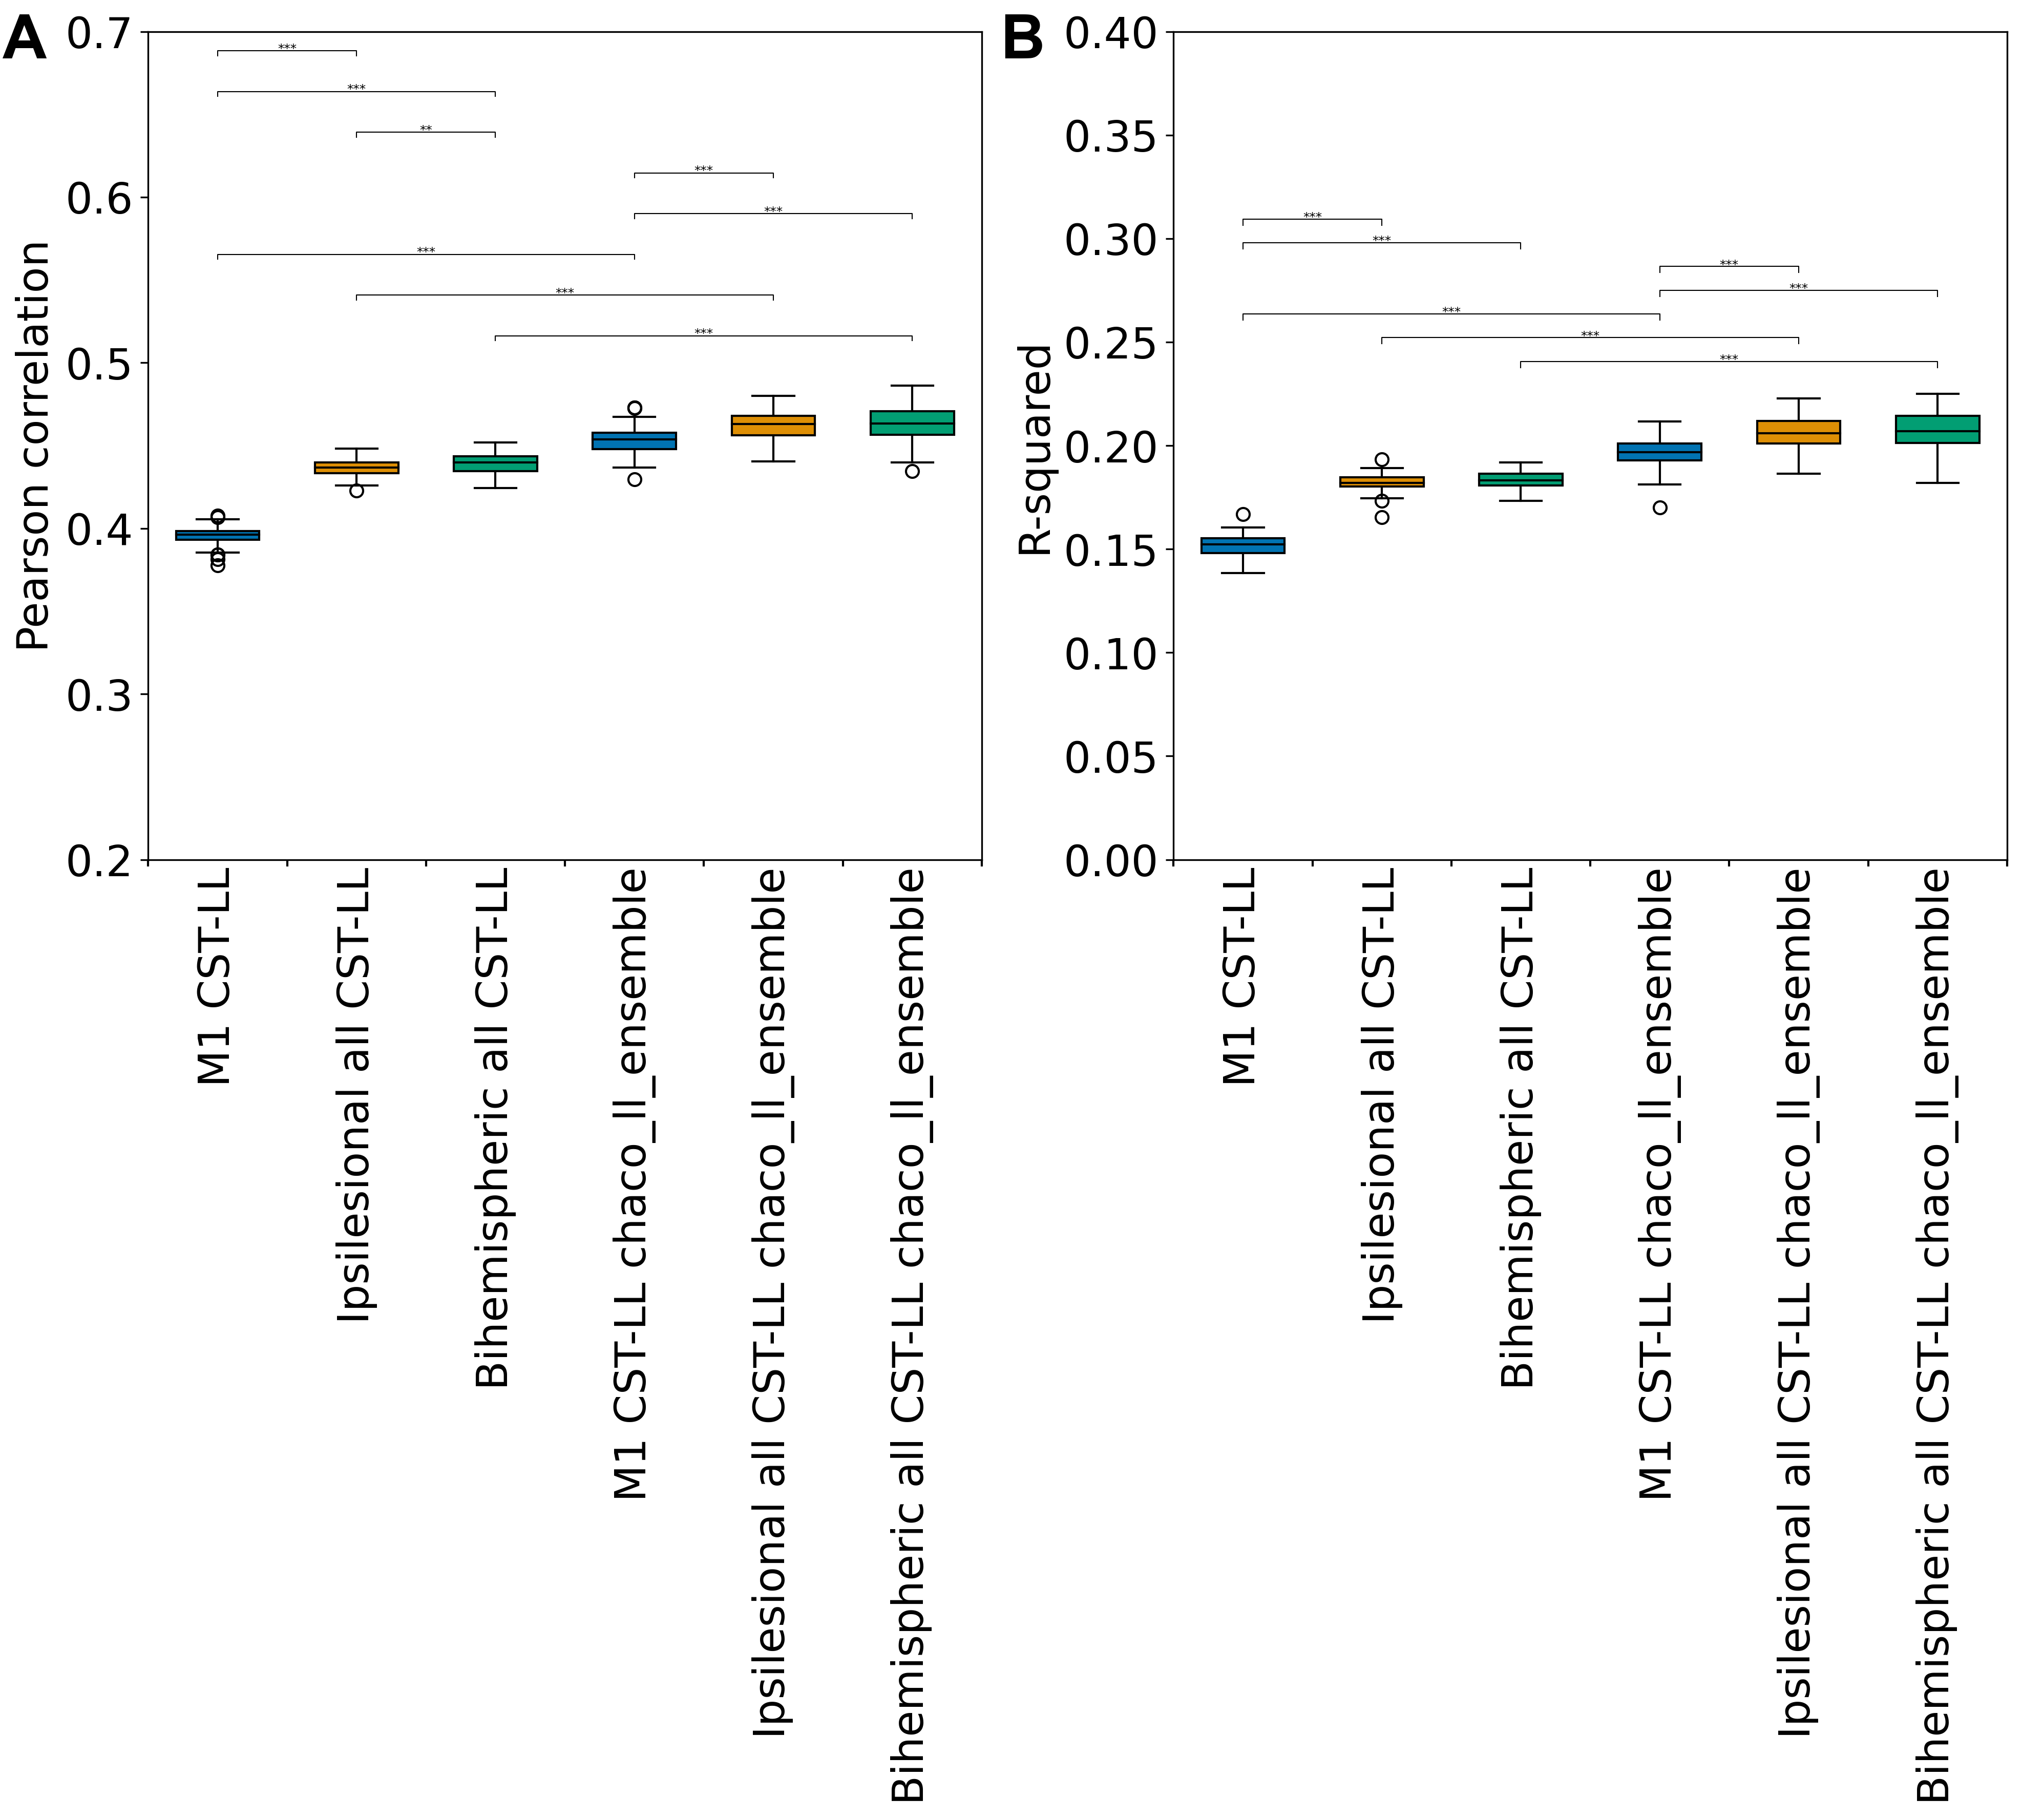 A
Pearson correlation
0.7
0.6
0.5
0.4
0.3
0.2
***
***
**
***
***
***
***
***
M1 CST-LL
Ipsilesional all CST-LL
Bihemispheric all CST-LL
M1 CST-LL chaco_ll_ensemble
Ipsilesional all CST-LL chaco_ll_ensemble
Bihemispheric all CST-LL chaco_ll_ensemble
B
R-squared
0.40
0.35
0.30
0.25
0.20
0.15
0.10
0.05
0.00
***
***
***
***
***
***
***
M1 CST-LL
Ipsilesional all CST-LL
Bihemispheric all CST-LL
M1 CST-LL chaco_ll_ensemble
Ipsilesional all CST-LL chaco_ll_ensemble
Bihemispheric all CST-LL chaco_ll_ensemble